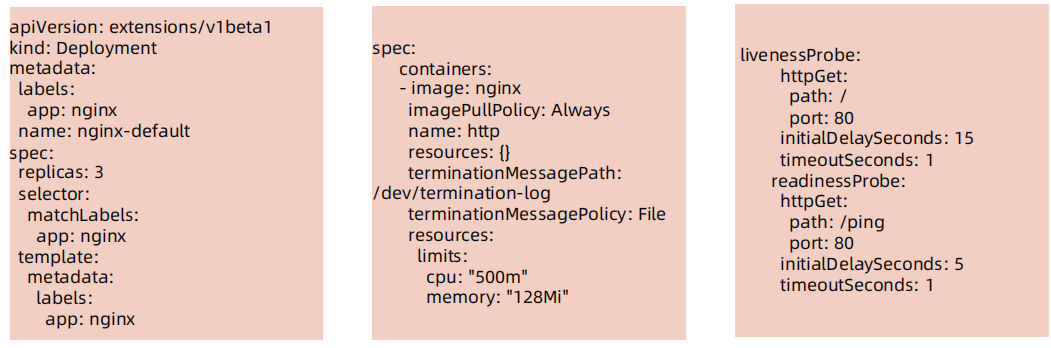 apiVersion: extensions/v1beta1
kind: Deployment
metadata:
  labels:
    app: nginx
  name: nginx-default
spec:
  replicas: 3
  selector:
    matchLabels:
      app: nginx
  template:
    metadata:
      labels:
        app: nginx
spec:
      containers:
      - image: nginx
        imagePullPolicy: Always
        name: http
        resources: {}
        terminationMessagePath:
/dev/termination-log
        terminationMessagePolicy: File
        resources:
          limits:
            cpu: "500m"
            memory: "128Mi"
livenessProbe:
          httpGet:
            path: /
            port: 80
          initialDelaySeconds: 15
          timeoutSeconds: 1
        readinessProbe:
          httpGet:
            path: /ping
            port: 80
          initialDelaySeconds: 5
          timeoutSeconds: 1